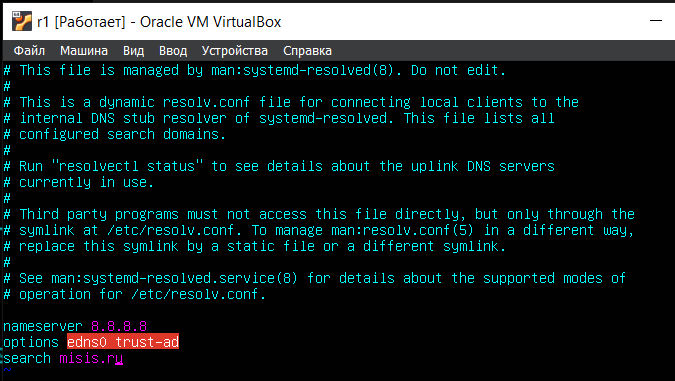 r1 [Работает] - Oracle VM VirtualBox
Файл Машина Вид Ввод Устройства Справка
# This file is managed by man:systemd-resolved(8). Do not edit.
#
# This is a dynamic resolv.conf file for connecting local clients to the
# internal DNS stub resolver of systemd-resolved. This file lists all
# configured search domains.
#
# Run "resolvectl status" to see details about the uplink DNS servers
# currently in use.
#
# Third party programs must not access this file directly, but only through the
# symlink at /etc/resolv.conf. To manage man:resolv.conf(5) in a different way,
# replace this symlink by a static file or a different symlink.
#
# See man:systemd-resolved.service(8) for details about the supported modes of
# operation for /etc/resolv.conf.
nameserver 8.8.8.8
options edns0 trust-ad
search misis.ru
~